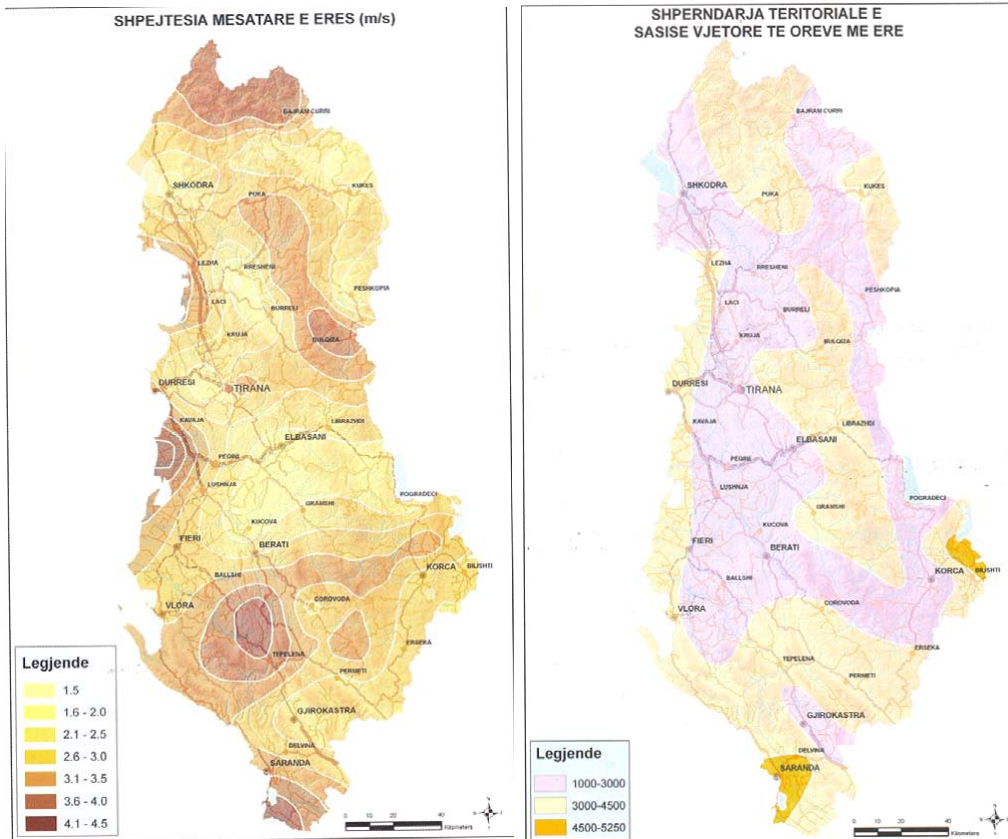 SHPEJTESIA MESATARE E ERES (m/s)
BAJRAM CURRI
SHKODRA
PUKA
KUKES
LEZHA
RRESHENI
PESHKOPIA
LACI
BURRELI
KRUJA
BULQIZA
DURRESI
TIRANA
KAVAJA
LIBRAZHDI
ELBASANI
PEQINI
LUSHNJA
POGRADECI
GRAMSHI
KUCOVA
FIERI
BERATI
KORCA
BILISHTI
BALLSHI
COROVODA
VLORA
ERSEKA
TEPELENA
PERMETI
GJIROKASTRA
DELVINA
SARANDA
Legjende
1.5
1.6 - 2.0
2.1 - 2.5
2.6 - 3.0
3.1 - 3.5
3.6 - 4.0
4.1 - 4.5
10 0 20 40
Kilometers
SHPERNDARJA TERITORIALE E
SASISE VJETORE TE OREVE ME ERE
BAJRAM CURRI
SHKODRA
PUKA
KUKES
LEZHA
RRESHENI
PESHKOPIA
LACI
BURRELI
KRUJA
BULQIZA
DURRESI
TIRANA
KAVAJA
LIBRAZHDI
ELBASANI
PEQINI
LUSHNJA
POGRADECI
GRAMSHI
KUCOVA
FIERI
BERATI
KORCA
BILISHTI
BALLSHI
COROVODA
VLORA
ERSEKA
TEPELENA
PERMETI
GJIROKASTRA
DELVINA
SARANDA
Legjende
1000-3000
3000-4500
4500-5250
Kilometers